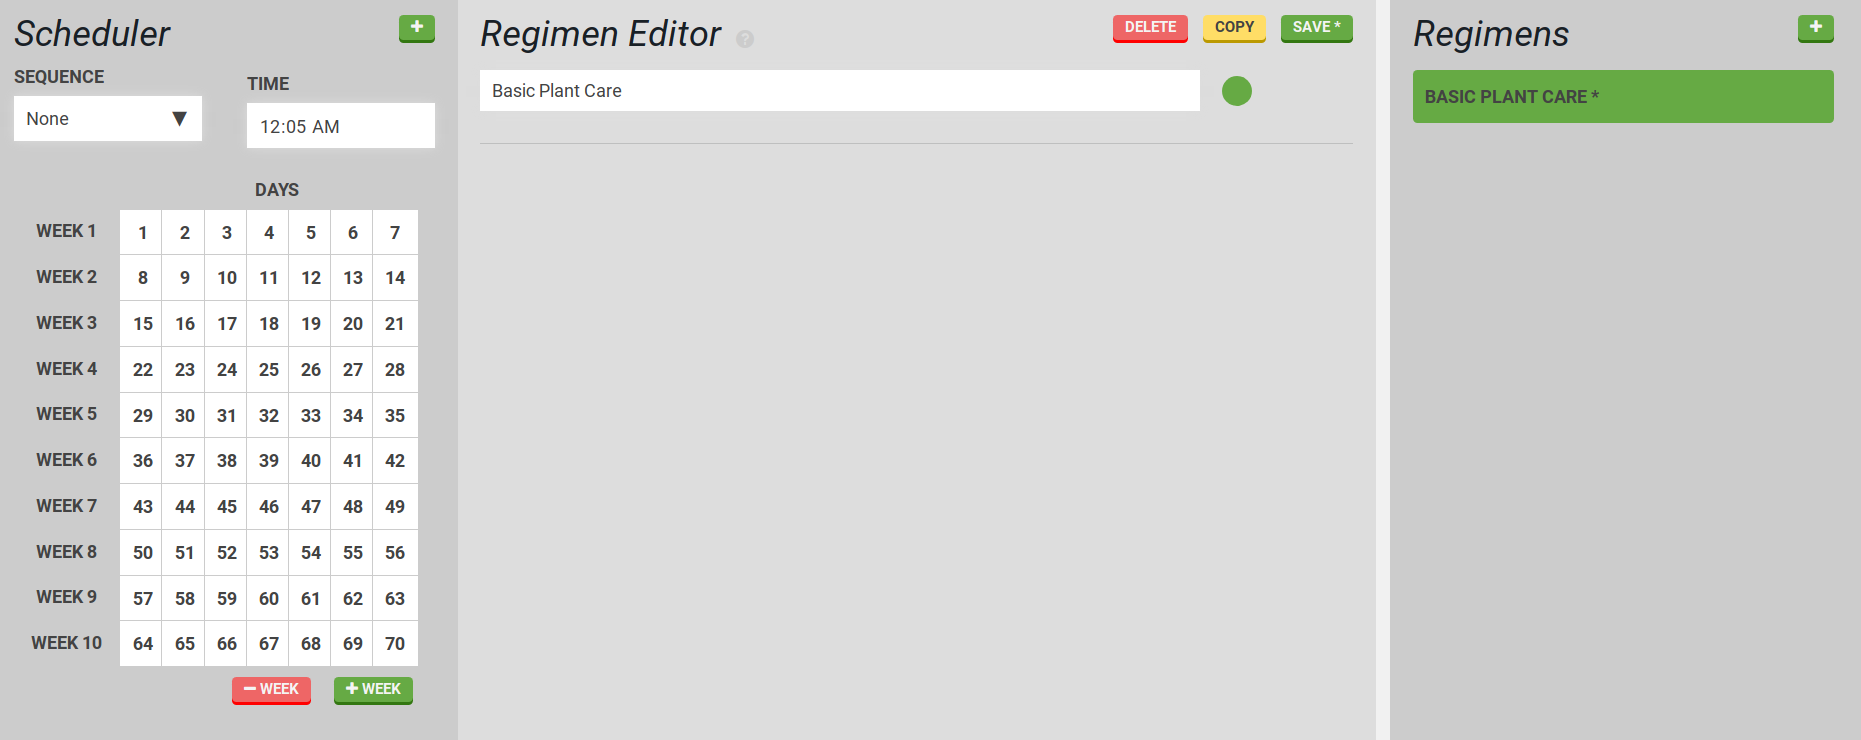 Scheduler
+
SEQUENCE
None
TIME
12:05 AM
DAYS
WEEK 1 1 2 3 4 5 6 7
WEEK 2 8 9 10 11 12 13 14
WEEK 3 15 16 17 18 19 20 21
WEEK 4 22 23 24 25 26 27 28
WEEK 5 29 30 31 32 33 34 35
WEEK 6 36 37 38 39 40 41 42
WEEK 7 43 44 45 46 47 48 49
WEEK 8 50 51 52 53 54 55 56
WEEK 9 57 58 59 60 61 62 63
WEEK 10 64 65 66 67 68 69 70
− WEEK + WEEK
Regimen Editor ?
DELETE COPY SAVE *
Basic Plant Care
Regimens
+
BASIC PLANT CARE *